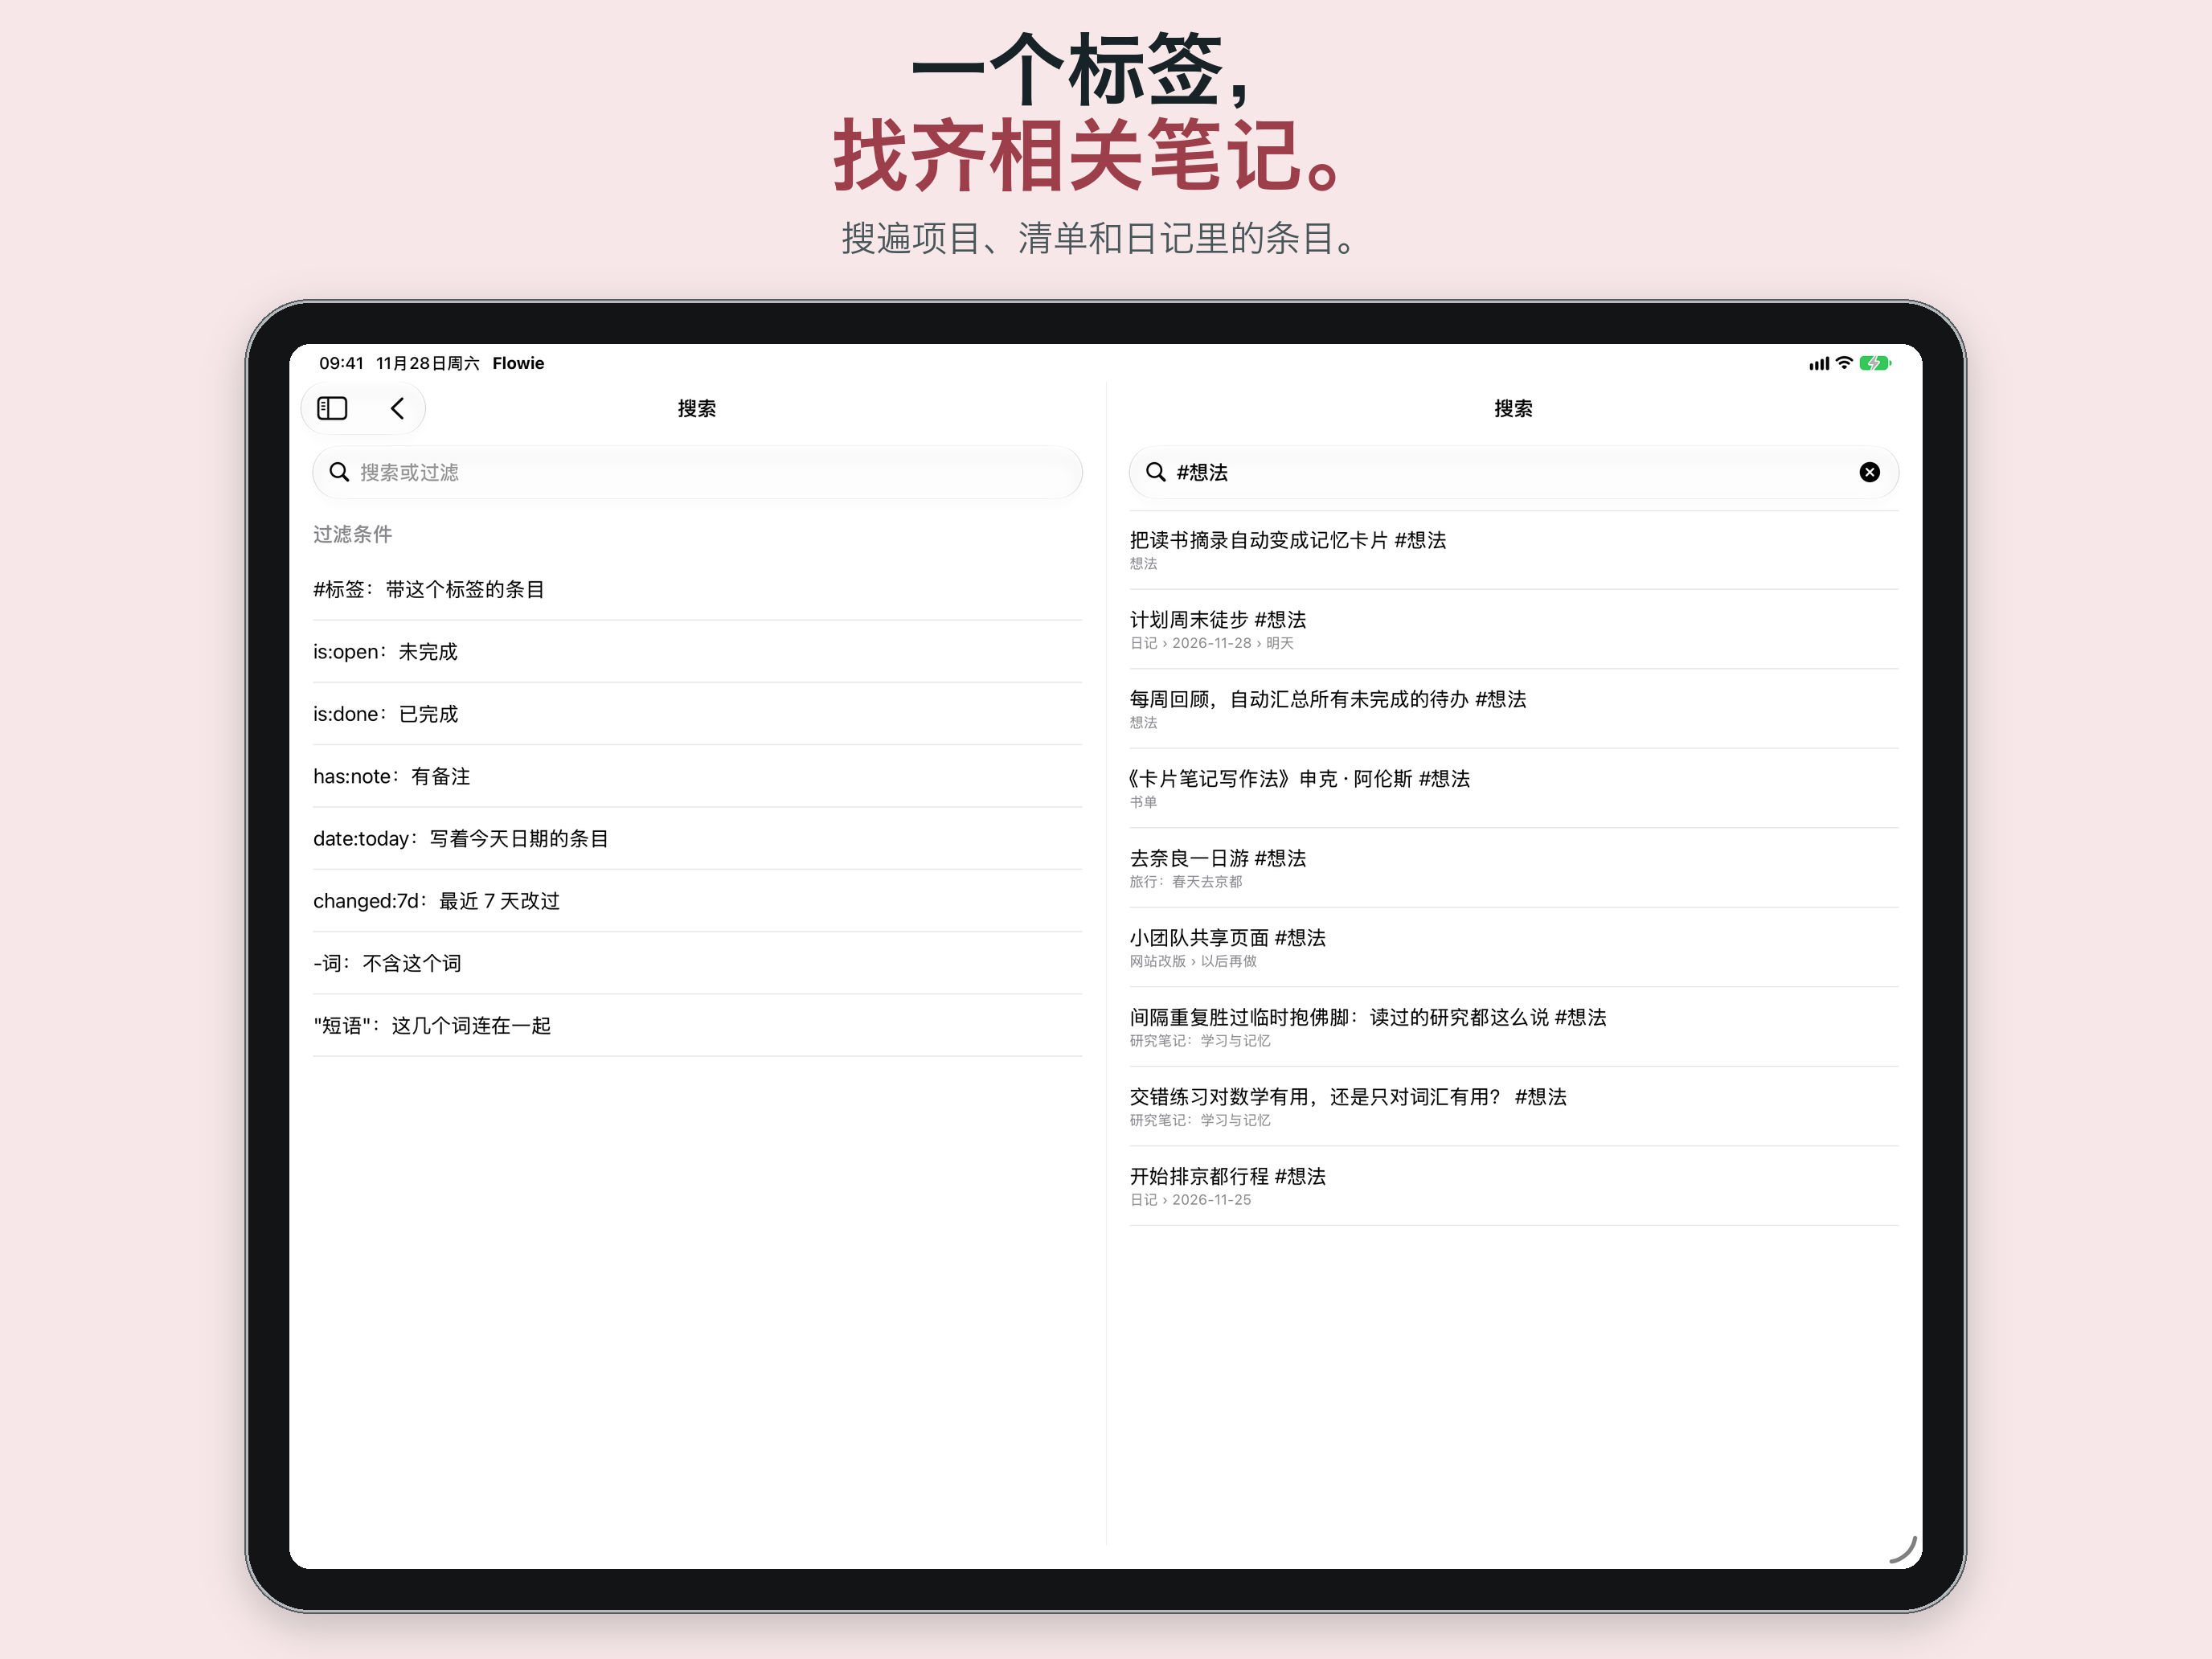 一个标签，
找齐相关笔记。
搜遍项目、清单和日记里的条目。
09:41 11月28日周六 Flowie
搜索
搜索或过滤
过滤条件
#标签：带这个标签的条目
is:open：未完成
is:done：已完成
has:note：有备注
date:today：写着今天日期的条目
changed:7d：最近 7 天改过
-词：不含这个词
"短语"：这几个词连在一起
搜索
#想法
把读书摘录自动变成记忆卡片 #想法
想法
计划周末徒步 #想法
日记 › 2026-11-28 › 明天
每周回顾，自动汇总所有未完成的待办 #想法
想法
《卡片笔记写作法》申克 · 阿伦斯 #想法
书单
去奈良一日游 #想法
旅行：春天去京都
小团队共享页面 #想法
网站改版 › 以后再做
间隔重复胜过临时抱佛脚：读过的研究都这么说 #想法
研究笔记：学习与记忆
交错练习对数学有用，还是只对词汇有用？ #想法
研究笔记：学习与记忆
开始排京都行程 #想法
日记 › 2026-11-25